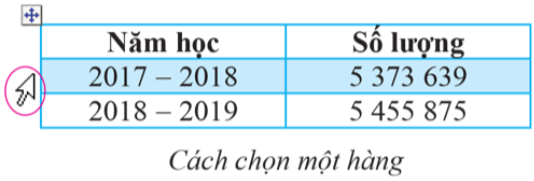 Năm học Số lượng
2017 – 2018 5 373 639
2018 – 2019 5 455 875
Cách chọn một hàng